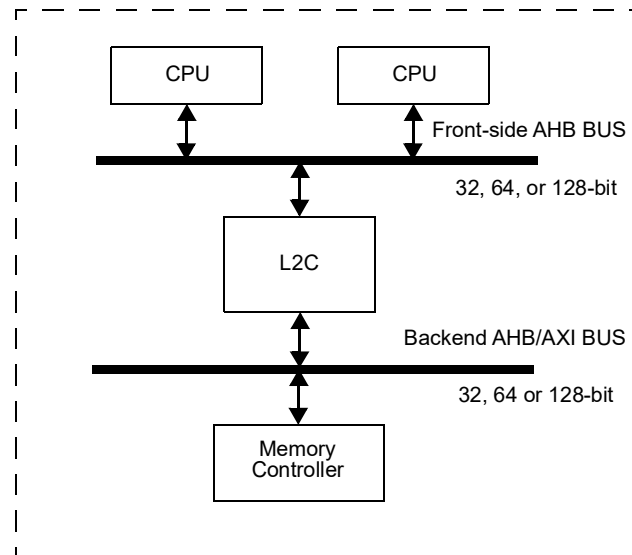 CPU
CPU
Front-side AHB BUS
32, 64, or 128-bit
L2C
Backend AHB/AXI BUS
32, 64 or 128-bit
Memory
Controller